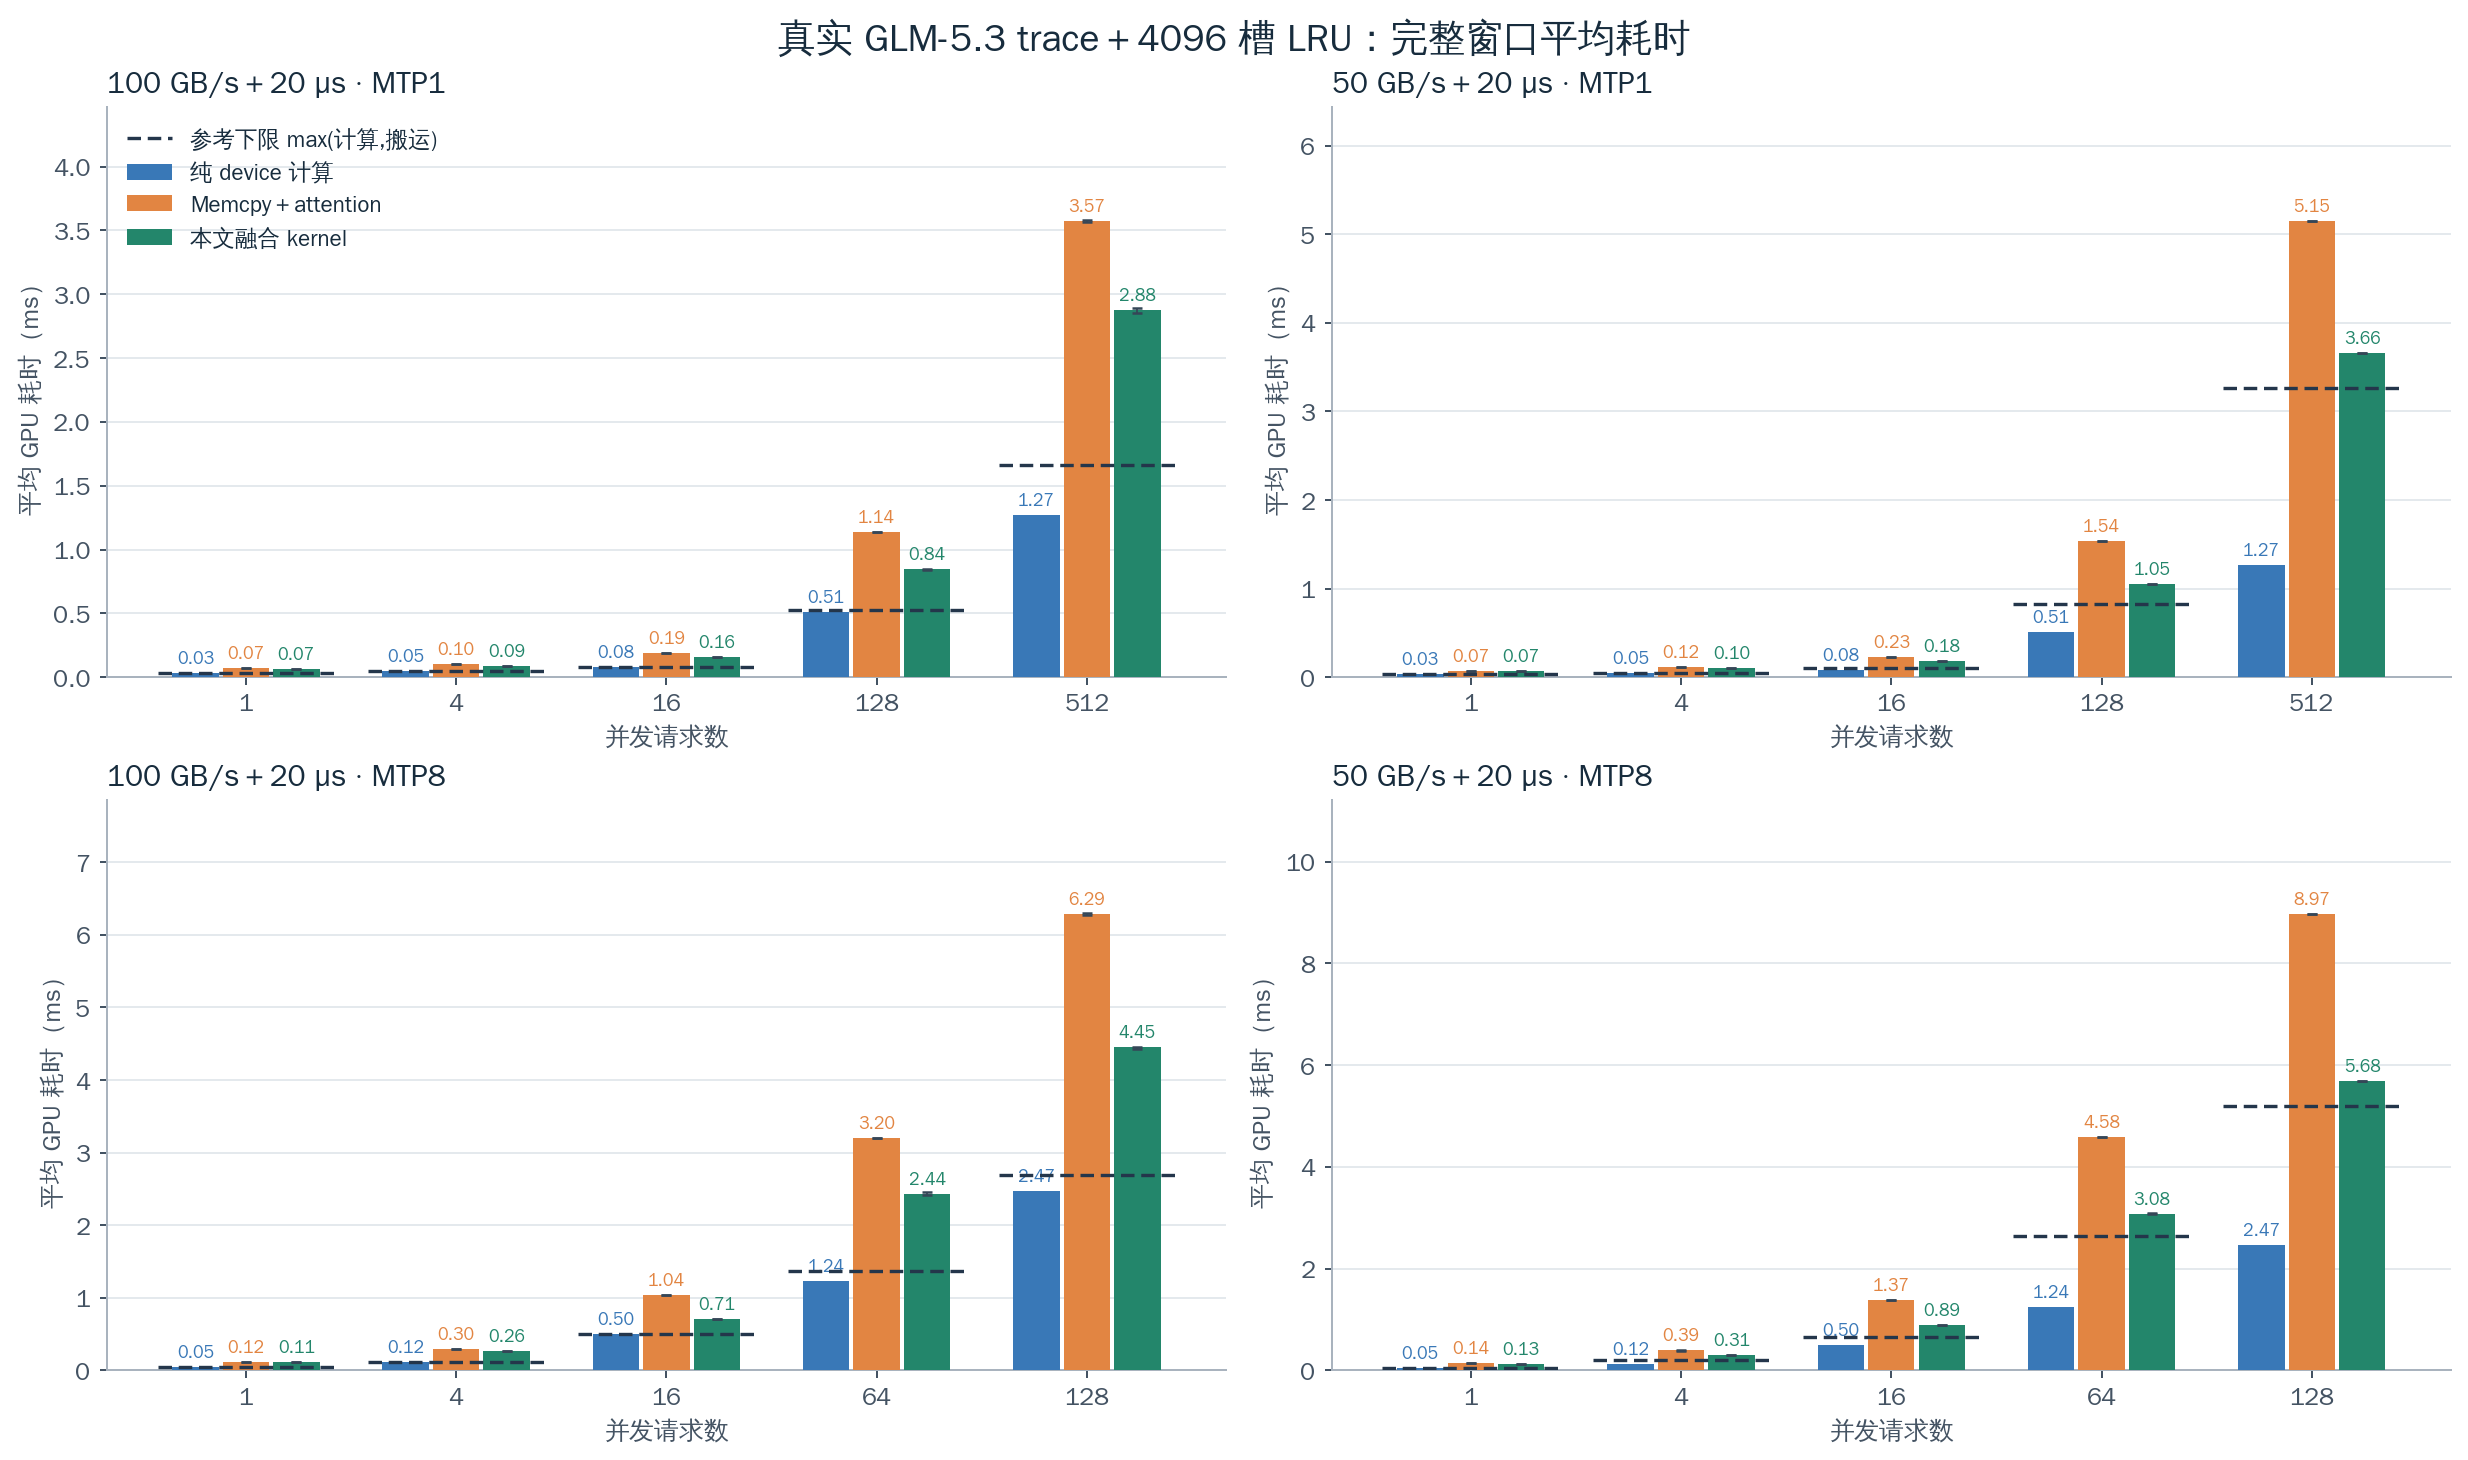 真实 GLM-5.3 trace + 4096 槽 LRU：完整窗口平均耗时
100 GB/s + 20 μs · MTP1
参考下限 max(计算,搬运)
纯 device 计算
Memcpy + attention
本文融合 kernel
平均 GPU 耗时（ms）
4.0
3.5
3.0
2.5
2.0
1.5
1.0
0.5
0.0
0.03 0.07 0.07
0.05 0.10 0.09
0.08 0.19 0.16
0.51 1.14 0.84
1.27 3.57 2.88
1 4 16 128 512
并发请求数
50 GB/s + 20 μs · MTP1
平均 GPU 耗时（ms）
6
5
4
3
2
1
0
0.03 0.07 0.07
0.05 0.12 0.10
0.08 0.23 0.18
0.51 1.54 1.05
1.27 5.15 3.66
1 4 16 128 512
并发请求数
100 GB/s + 20 μs · MTP8
平均 GPU 耗时（ms）
7
6
5
4
3
2
1
0
0.05 0.12 0.11
0.12 0.30 0.26
0.50 1.04 0.71
1.24 3.20 2.44
2.47 6.29 4.45
1 4 16 64 128
并发请求数
50 GB/s + 20 μs · MTP8
平均 GPU 耗时（ms）
10
8
6
4
2
0
0.05 0.14 0.13
0.12 0.39 0.31
0.50 1.37 0.89
1.24 4.58 3.08
2.47 8.97 5.68
1 4 16 64 128
并发请求数